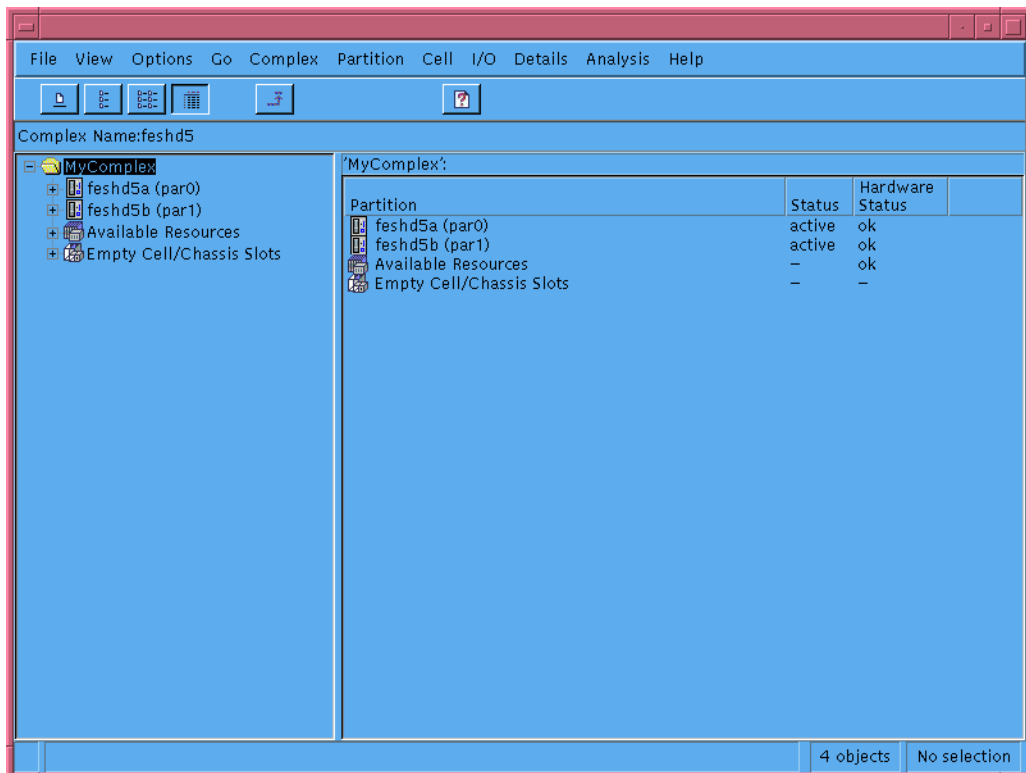 File View Options Go Complex Partition Cell I/O Details Analysis Help
Complex Name:feshd5
MyComplex
feshd5a (par0)
feshd5b (par1)
Available Resources
Empty Cell/Chassis Slots
'MyComplex':
Partition Status Hardware Status
feshd5a (par0) active ok
feshd5b (par1) active ok
Available Resources – ok
Empty Cell/Chassis Slots – –
4 objects No selection